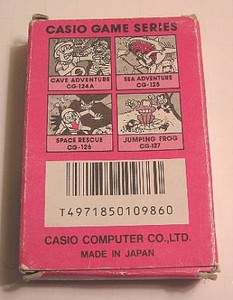 CASIO GAME SERIES
CAVE ADVENTURE
CG-124A
SEA ADVENTURE
CG-125
SPACE RESCUE
CG-126
JUMPING FROG
CG-127
T4971850109860
CASIO COMPUTER CO.,LTD.
MADE IN JAPAN